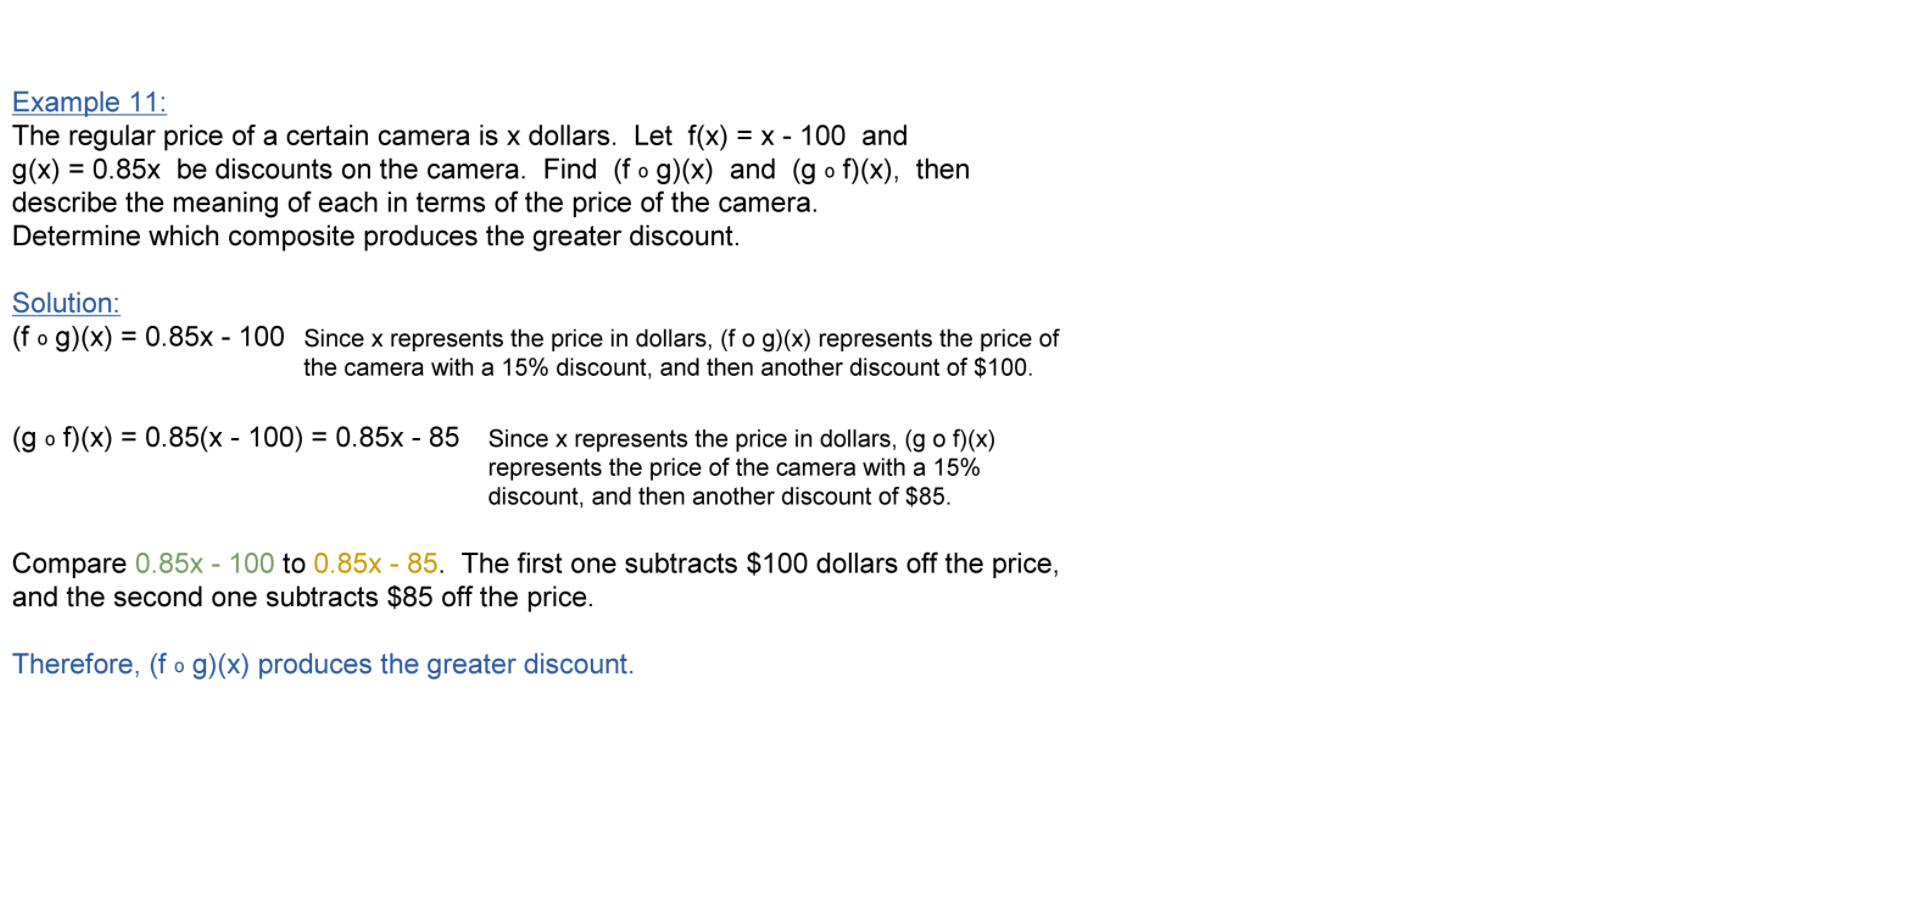 Example 11:
The regular price of a certain camera is x dollars.  Let  f(x) = x - 100  and
g(x) = 0.85x  be discounts on the camera.  Find  (f o g)(x)  and  (g o f)(x),  then
describe the meaning of each in terms of the price of the camera.
Determine which composite produces the greater discount.
Solution:
(f o g)(x) = 0.85x - 100  Since x represents the price in dollars, (f o g)(x) represents the price of
the camera with a 15% discount, and then another discount of $100.
(g o f)(x) = 0.85(x - 100) = 0.85x - 85  Since x represents the price in dollars, (g o f)(x)
represents the price of the camera with a 15%
discount, and then another discount of $85.
Compare 0.85x - 100 to 0.85x - 85.  The first one subtracts $100 dollars off the price,
and the second one subtracts $85 off the price.
Therefore, (f o g)(x) produces the greater discount.